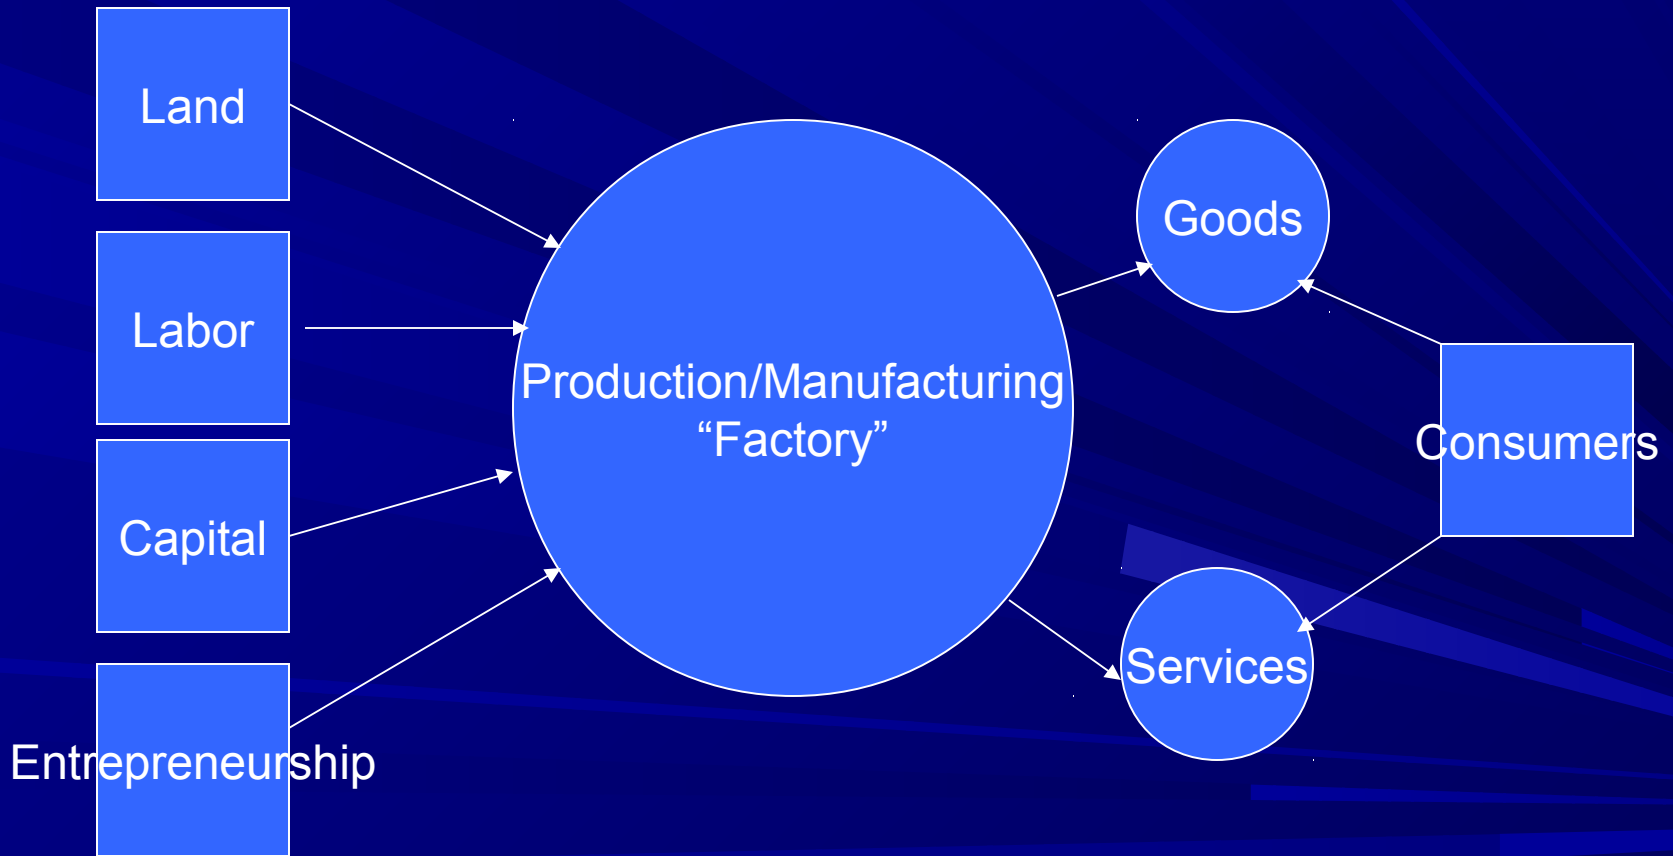 Land
Labor
Capital
Entrepreneurship
Production/Manufacturing
“Factory”
Goods
Services
Consumers